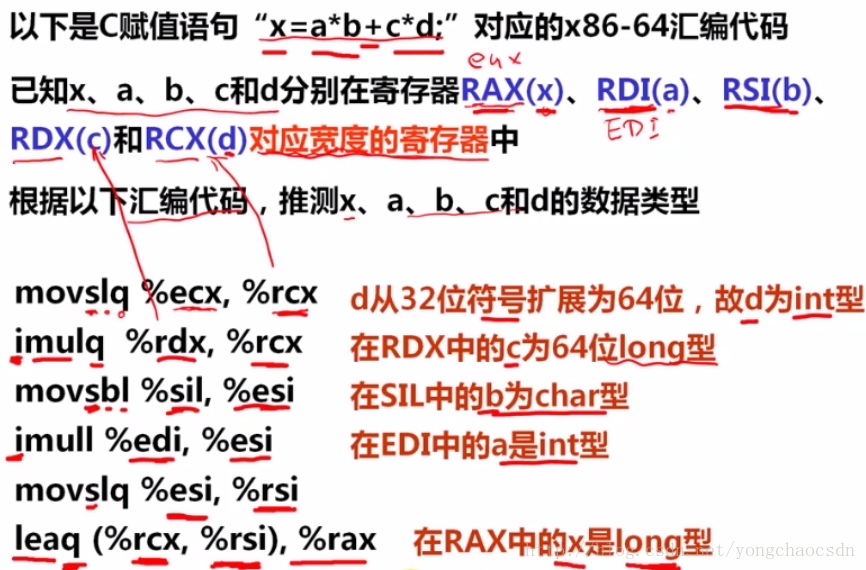 以下是C赋值语句“x=a*b+c*d;”对应的x86-64汇编代码
eax
已知x、a、b、c和d分别在寄存器RAX(x)、RDI(a)、RSI(b)、
EDI
RDX(c)和RCX(d)对应宽度的寄存器中
根据以下汇编代码，推测x、a、b、c和d的数据类型
movslq %ecx, %rcx d从32位符号扩展为64位，故d为int型
imulq %rdx, %rcx 在RDX中的c为64位long型
movsbl %sil, %esi 在SIL中的b为char型
imull %edi, %esi 在EDI中的a是int型
movslq %esi, %rsi
leaq (%rcx, %rsi), %rax 在RAX中的x是long型
http://blog.csdn.net/yongchaocsdn